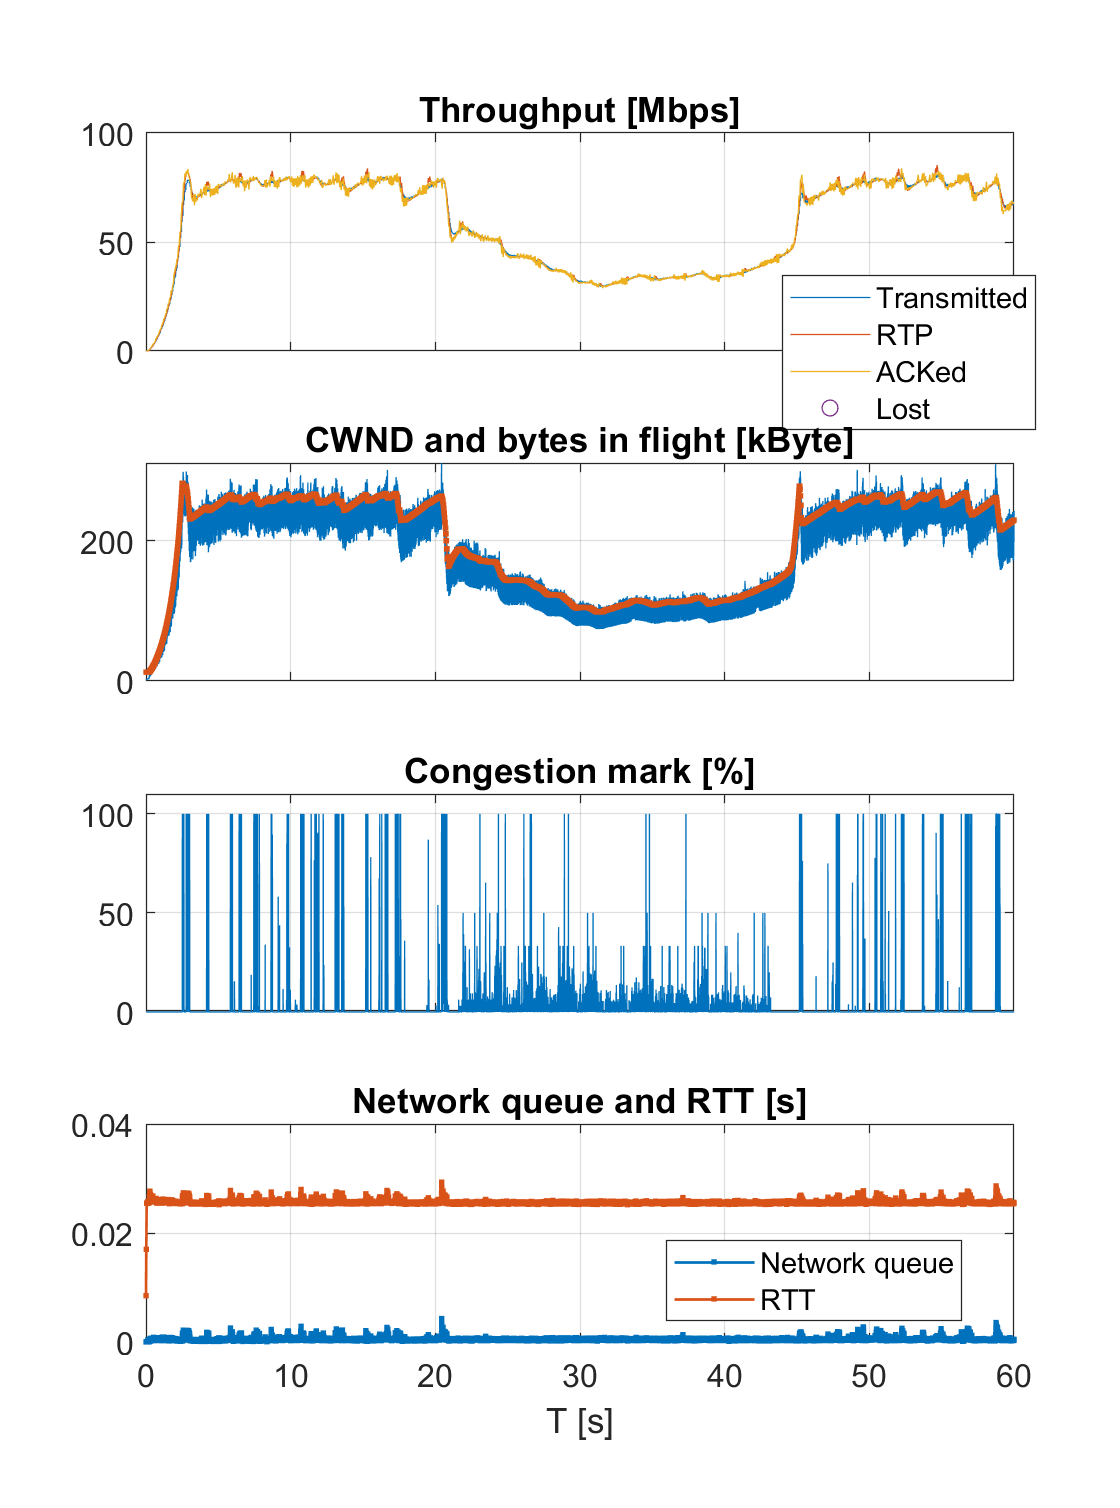 Throughput [Mbps]
100
50
0
Transmitted
RTP
ACKed
Lost
CWND and bytes in flight [kByte]
200
0
Congestion mark [%]
100
50
0
Network queue and RTT [s]
0.04
0.02
0
Network queue
RTT
0 10 20 30 40 50 60
T [s]